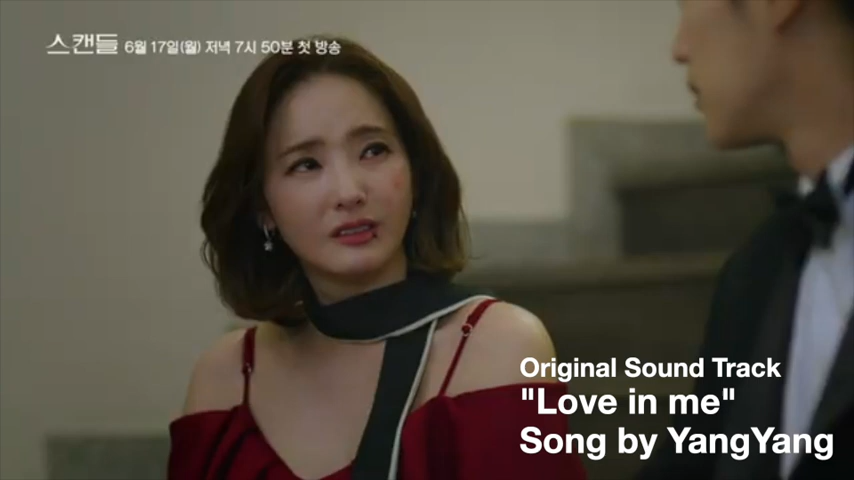 스캔들 6월 17일(월) 저녁 7시 50분 첫 방송
Original Sound Track
"Love in me"
Song by YangYang